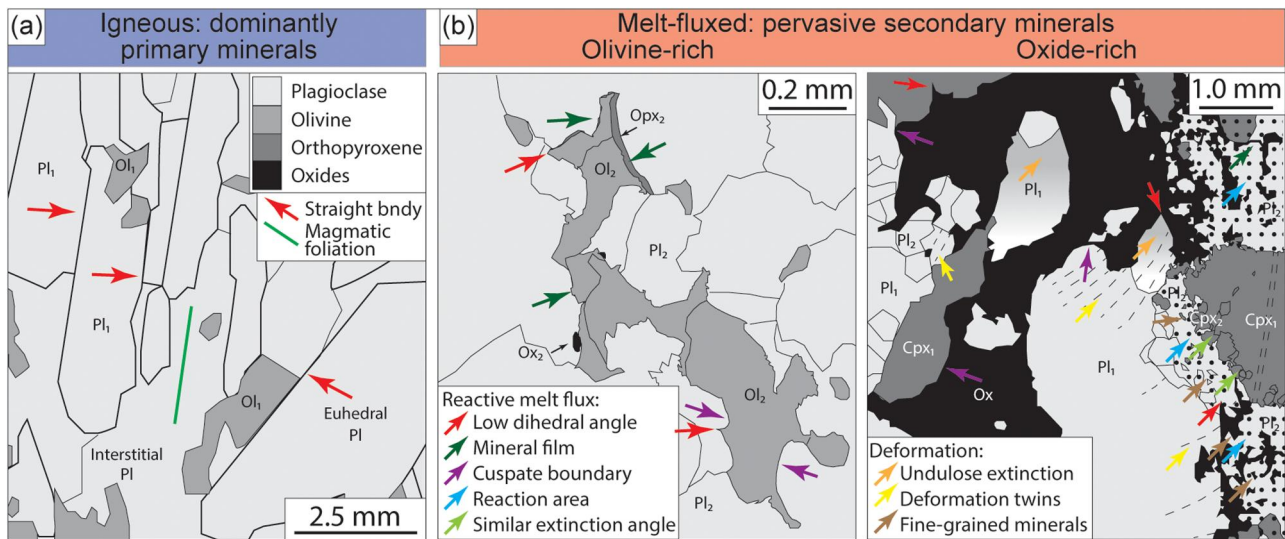 (a)
Igneous: dominantly
primary minerals
Plagioclase
Olivine
Orthopyroxene
Oxides
Straight bndy
Magmatic
foliation
Pl₁
Ol₁
Pl₁
Ol₁
Euhedral
Pl
Interstitial
Pl
2.5 mm
(b)
Melt-fluxed: pervasive secondary minerals
Olivine-rich
Oxide-rich
0.2 mm
Opx₂
Ol₂
Pl₂
Ox₂
Ol₂
Pl₂
Reactive melt flux:
Low dihedral angle
Mineral film
Cuspate boundary
Reaction area
Similar extinction angle
1.0 mm
Pl₁
Pl₂
Pl₂
Pl₁
Pl₂
Cpx₂
Cpx₁
Cpx₁
Pl₁
Ox
Pl₂
Deformation:
Undulose extinction
Deformation twins
Fine-grained minerals